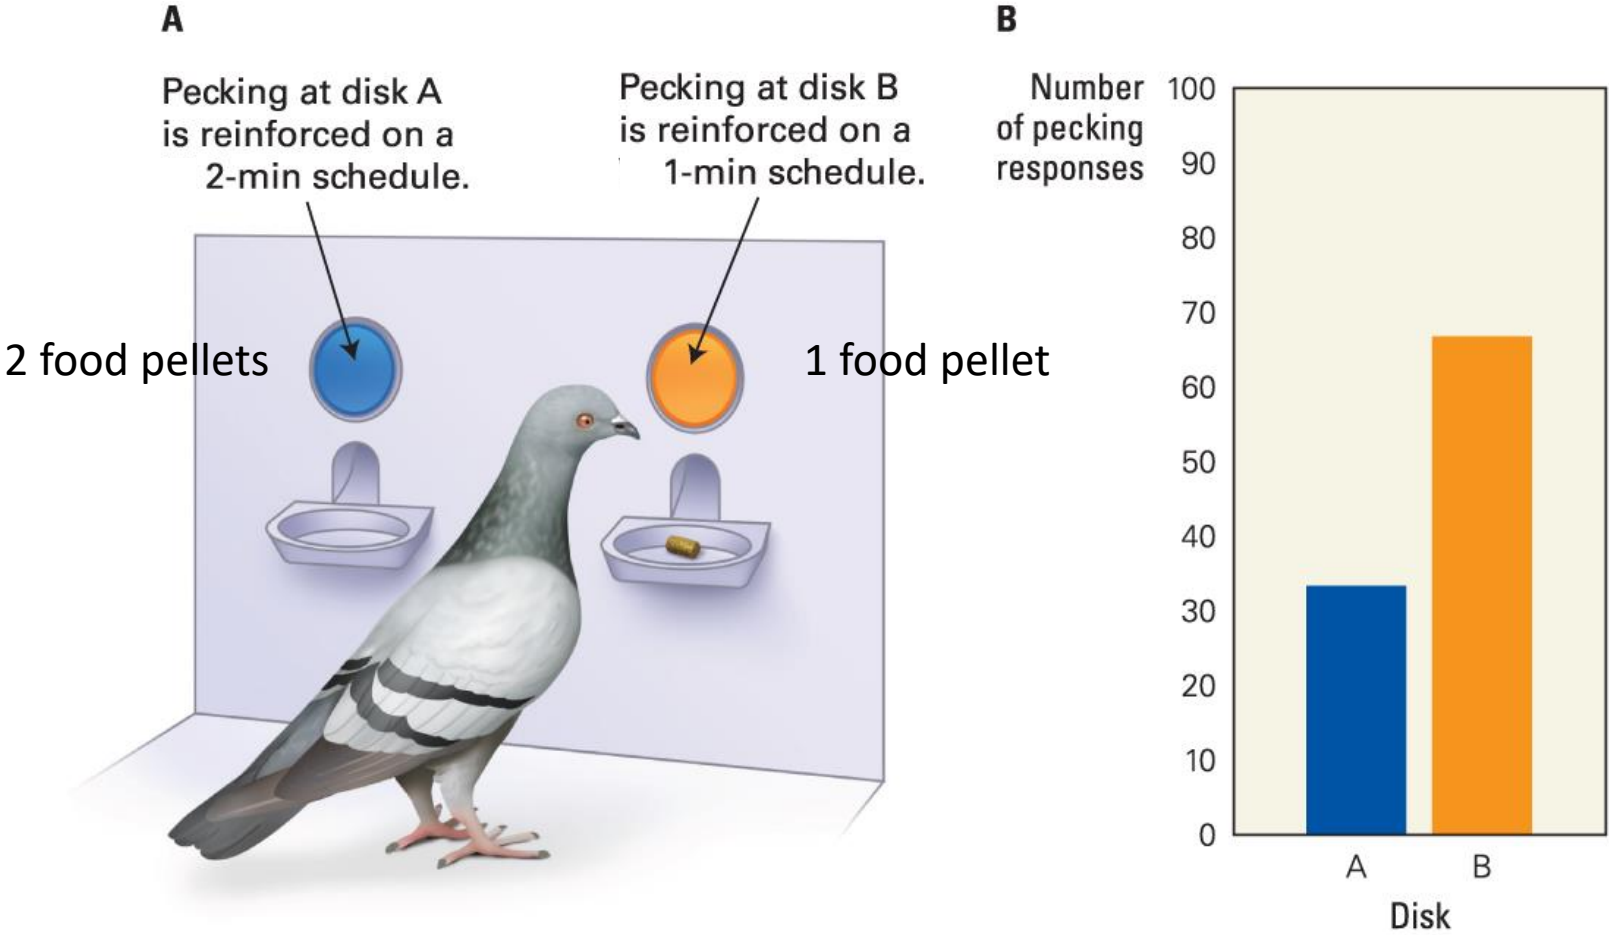 A
Pecking at disk A
is reinforced on a
2-min schedule.
Pecking at disk B
is reinforced on a
1-min schedule.
2 food pellets
1 food pellet
B
Number
of pecking
responses
100
90
80
70
60
50
40
30
20
10
0
A B
Disk